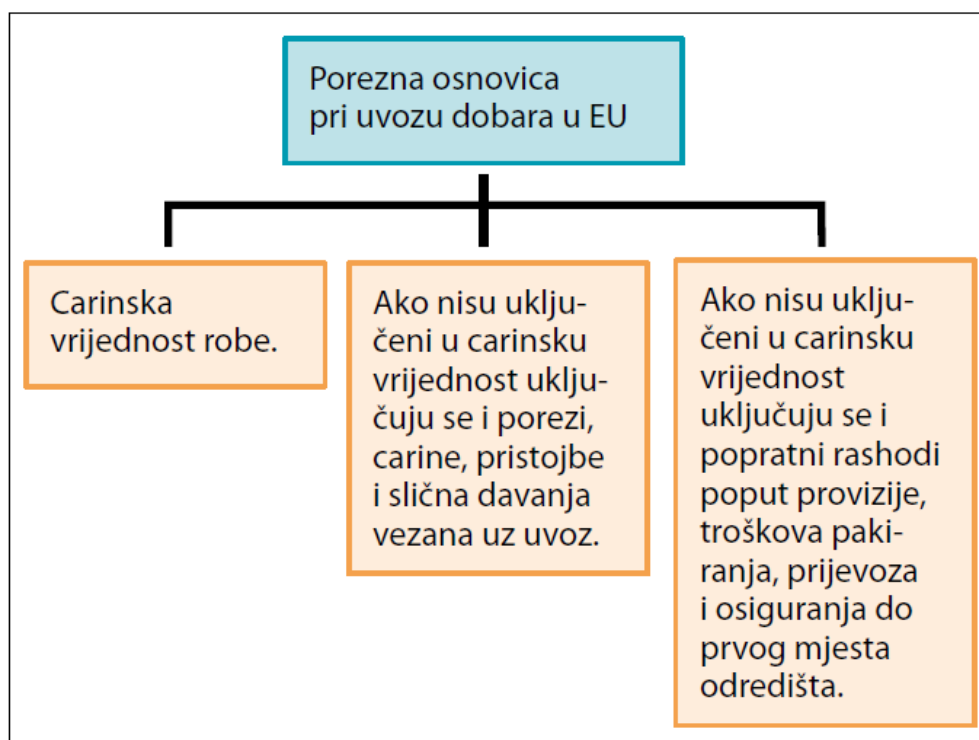 Porezna osnovica
pri uvozu dobara u EU
Carinska
vrijednost robe.
Ako nisu uklju-
čeni u carinsku
vrijednost uklju-
čuju se i porezi,
carine, pristojbe
i slična davanja
vezana uz uvoz.
Ako nisu uklju-
čeni u carinsku
vrijednost
uključuju se i
popratni rashodi
poput provizije,
troškova paki-
ranja, prijevoza
i osiguranja do
prvog mjesta
odredišta.